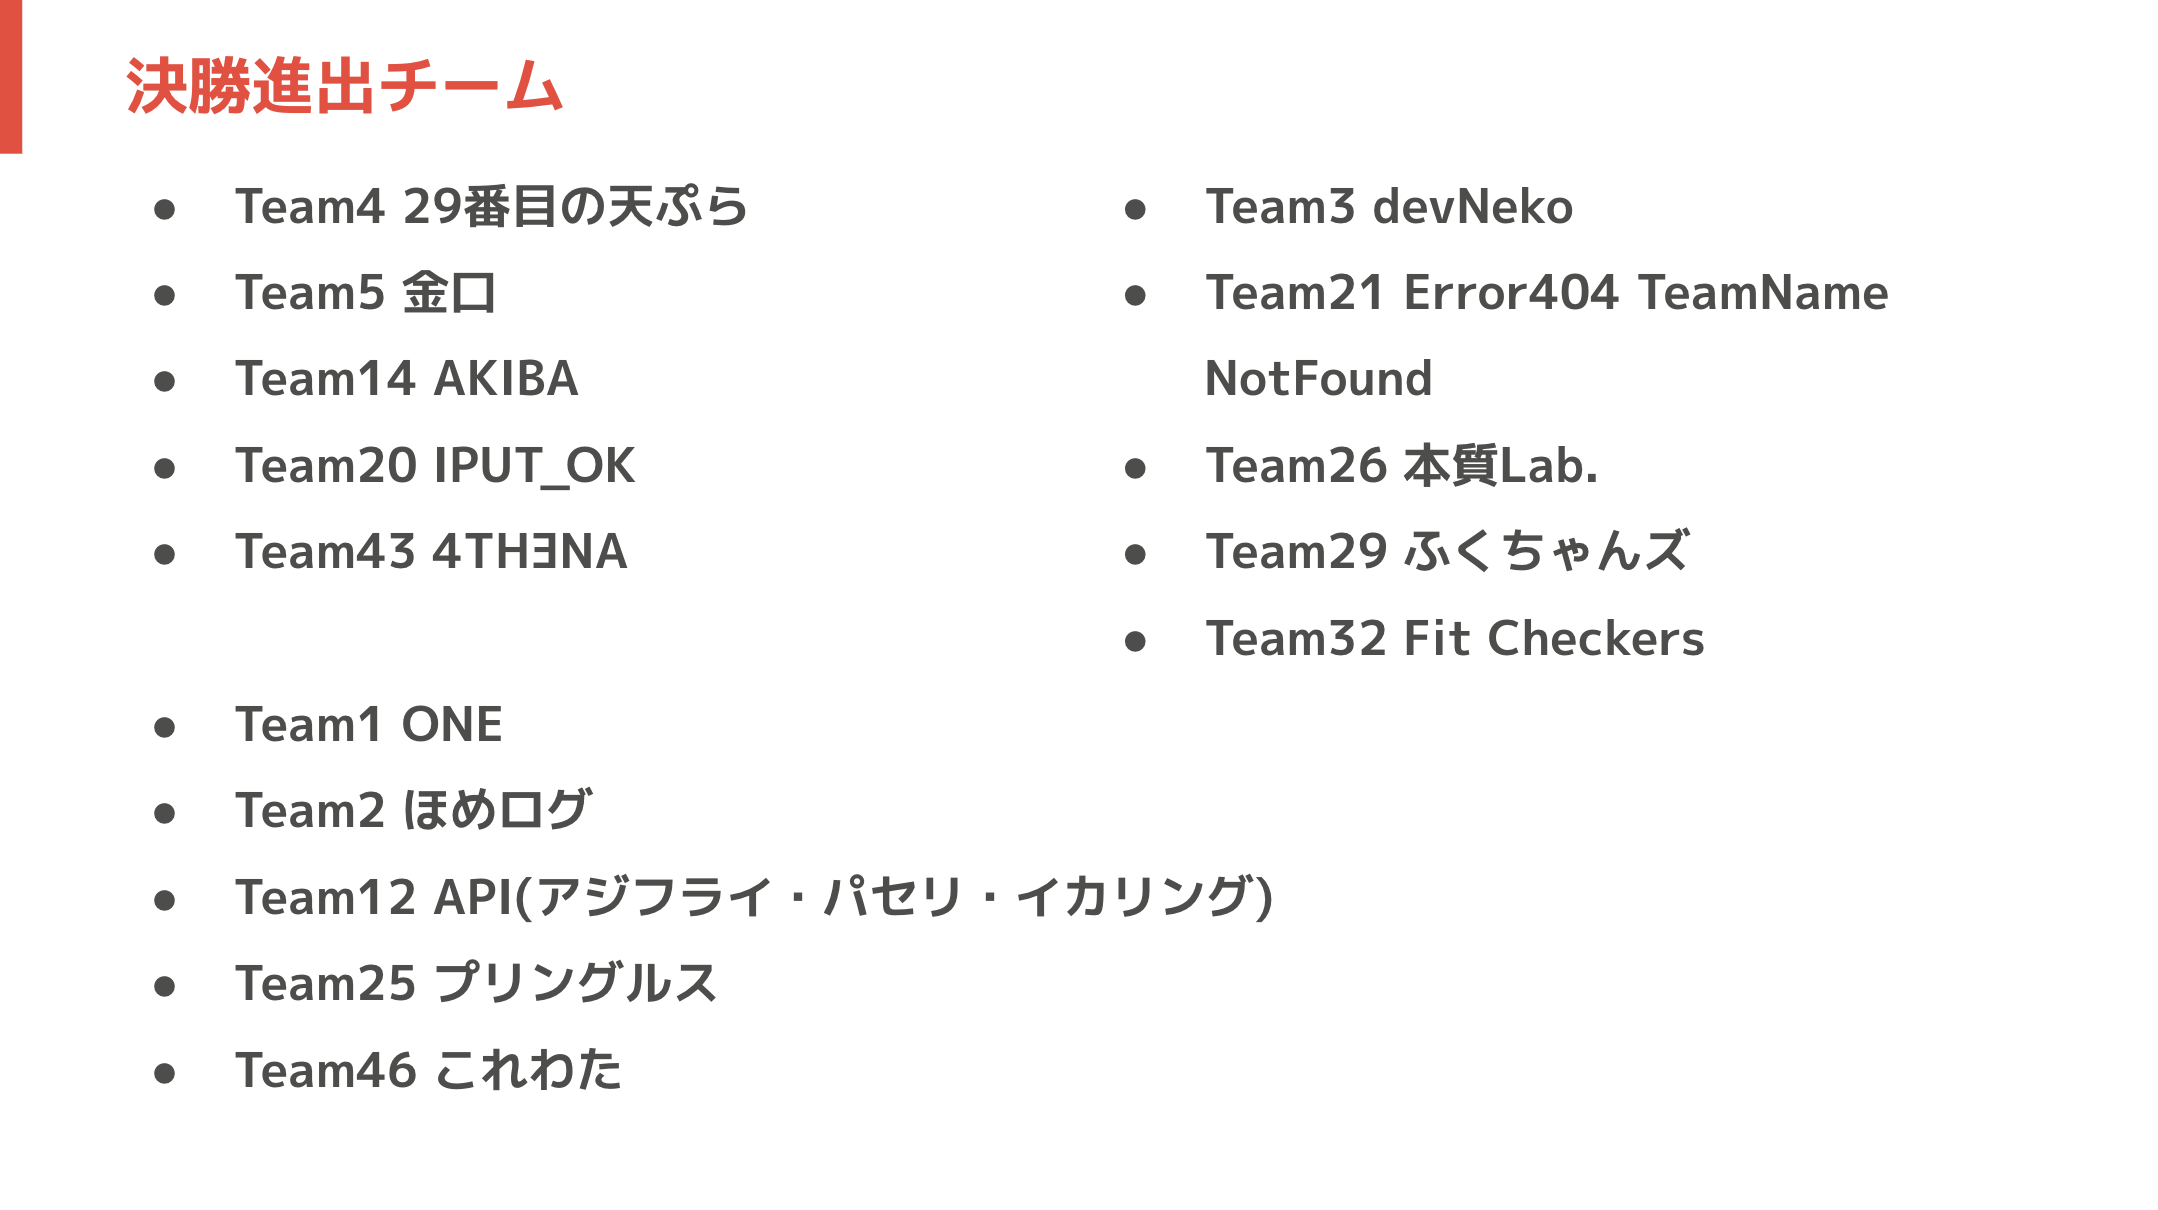 決勝進出チーム
● Team4 29番目の天ぷら
● Team5 金口
● Team14 AKIBA
● Team20 IPUT_OK
● Team43 4THƎNA
● Team1 ONE
● Team2 ほめログ
● Team12 API(アジフライ・パセリ・イカリング)
● Team25 プリングルス
● Team46 これわた
● Team3 devNeko
● Team21 Error404 TeamName
NotFound
● Team26 本質Lab.
● Team29 ふくちゃんズ
● Team32 Fit Checkers